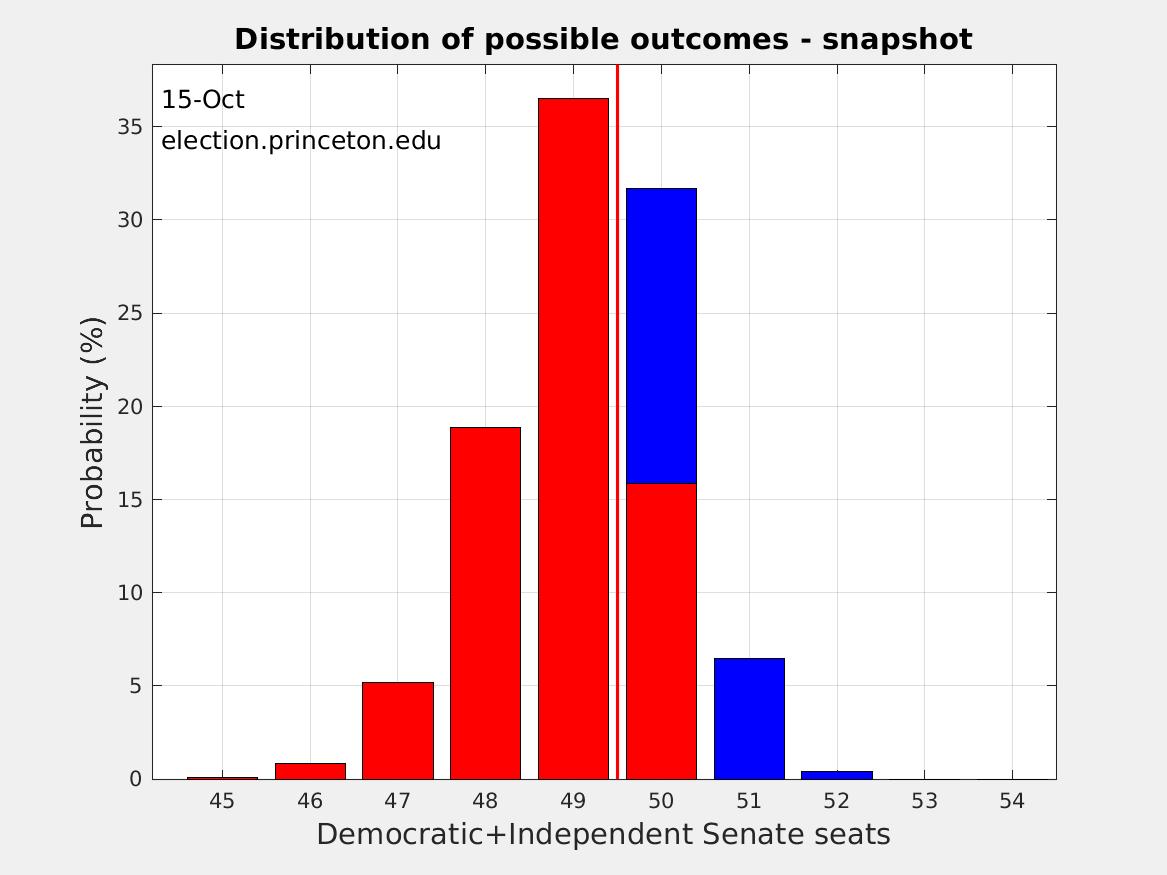 Distribution of possible outcomes - snapshot
15-Oct
election.princeton.edu
Probability (%)
35
30
25
20
15
10
5
0
45 46 47 48 49 50 51 52 53 54
Democratic+Independent Senate seats